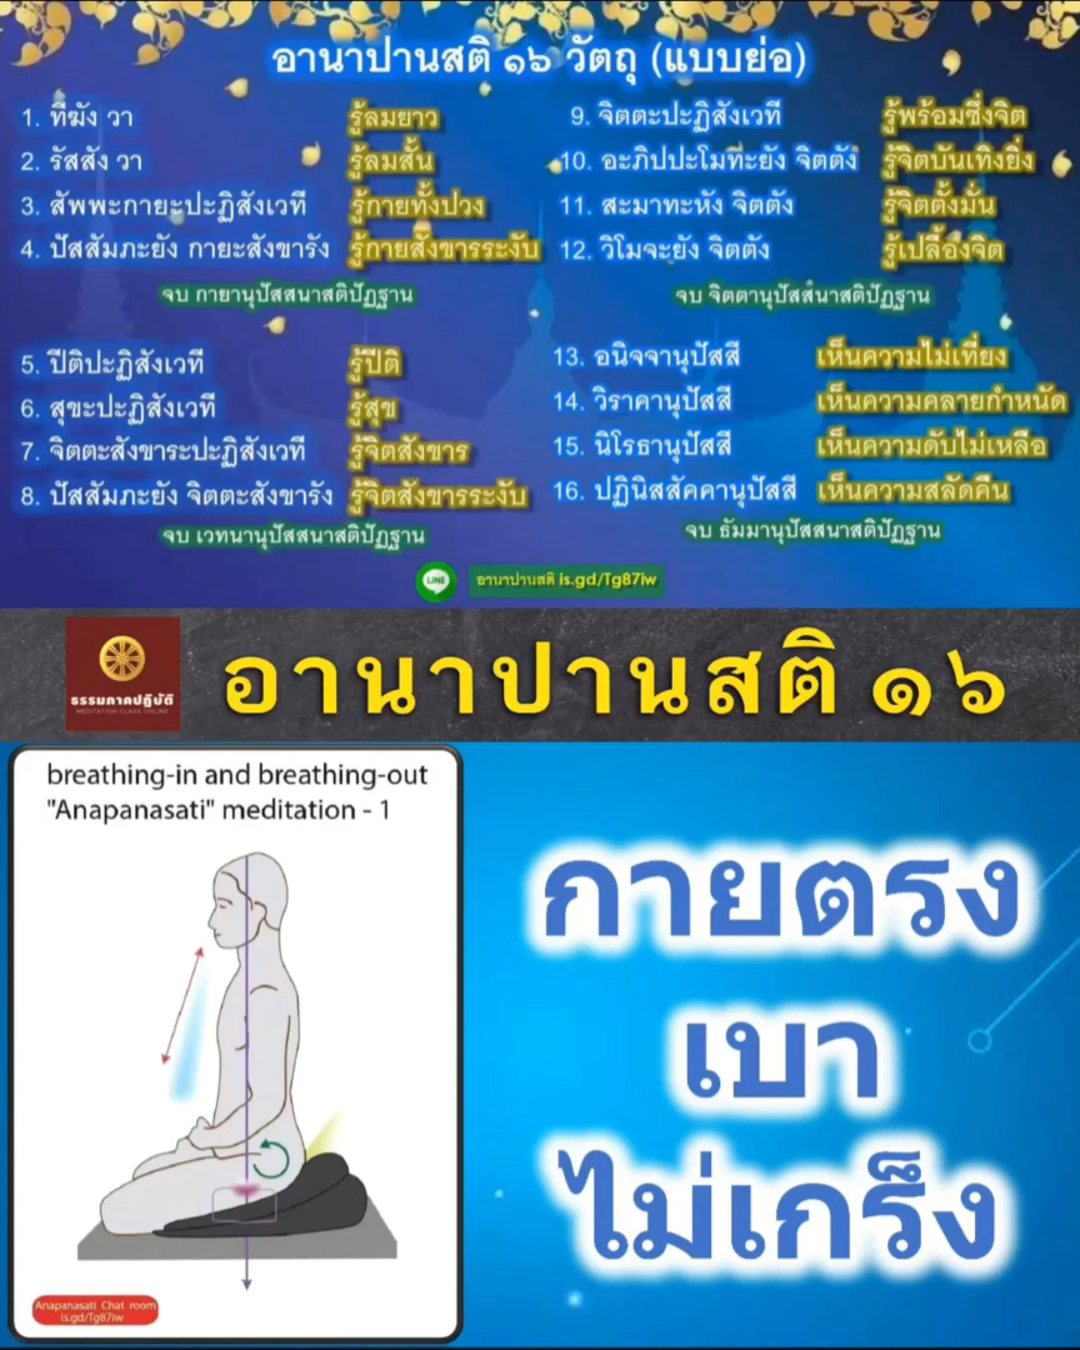 อานาปานสติ ๑๖ วัตถุ (แบบย่อ)
1. ทีฆัง วา รู้ลมยาว
2. รัสสัง วา รู้ลมสั้น
3. สัพพะกายะปะฏิสังเวที รู้กายทั้งปวง
4. ปัสสัมภะยัง กายะสังขารัง รู้กายสังขารระงับ
จบ กายานุปัสสนาสติปัฏฐาน
5. ปีติปะฏิสังเวที รู้ปีติ
6. สุขะปะฏิสังเวที รู้สุข
7. จิตตะสังขาระปะฏิสังเวที รู้จิตสังขาร
8. ปัสสัมภะยัง จิตตะสังขารัง รู้จิตสังขารระงับ
จบ เวทนานุปัสสนาสติปัฏฐาน
9. จิตตะปะฏิสังเวที รู้พร้อมซึ่งจิต
10. อะภิปปะโมทะยัง จิตตัง รู้จิตบันเทิงยิ่ง
11. สะมาทะหัง จิตตัง รู้จิตตั้งมั่น
12. วิโมจะยัง จิตตัง รู้เปลื้องจิต
จบ จิตตานุปัสสนาสติปัฏฐาน
13. อนิจจานุปัสสี เห็นความไม่เที่ยง
14. วิราคานุปัสสี เห็นความคลายกำหนัด
15. นิโรธานุปัสสี เห็นความดับไม่เหลือ
16. ปฏินิสสัคคานุปัสสี เห็นความสลัดคืน
จบ ธัมมานุปัสสนาสติปัฏฐาน
LINE อานาปานสติ is.gd/Tg87iw
ธรรมภาคปฏิบัติ
MEDITATION CLASS ONLINE
อานาปานสติ ๑๖
breathing-in and breathing-out
"Anapanasati" meditation - 1
Anapanasati Chat room
is.gd/Tg87iw
กายตรง
เบา
ไม่เกร็ง